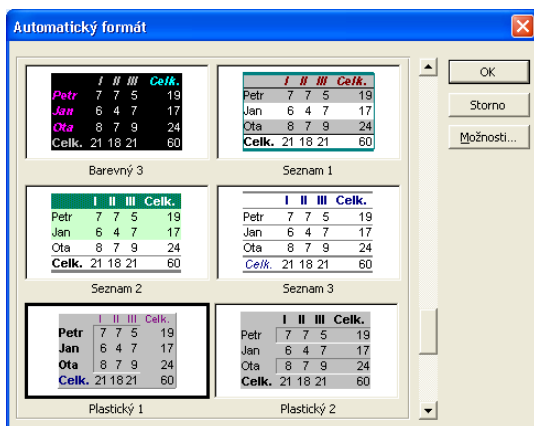 Automatický formát
OK
Storno
Možnosti...
I II III Celk.
Petr 7 7 5 19
Jan 6 4 7 17
Ota 8 7 9 24
Celk. 21 18 21 60
Barevný 3
I II III Celk.
Petr 7 7 5 19
Jan 6 4 7 17
Ota 8 7 9 24
Celk. 21 18 21 60
Seznam 1
I II III Celk.
Petr 7 7 5 19
Jan 6 4 7 17
Ota 8 7 9 24
Celk. 21 18 21 60
Seznam 2
I II III Celk.
Petr 7 7 5 19
Jan 6 4 7 17
Ota 8 7 9 24
Celk. 21 18 21 60
Seznam 3
I II III Celk.
Petr 7 7 5 19
Jan 6 4 7 17
Ota 8 7 9 24
Celk. 21 18 21 60
Plastický 1
I II III Celk.
Petr 7 7 5 19
Jan 6 4 7 17
Ota 8 7 9 24
Celk. 21 18 21 60
Plastický 2